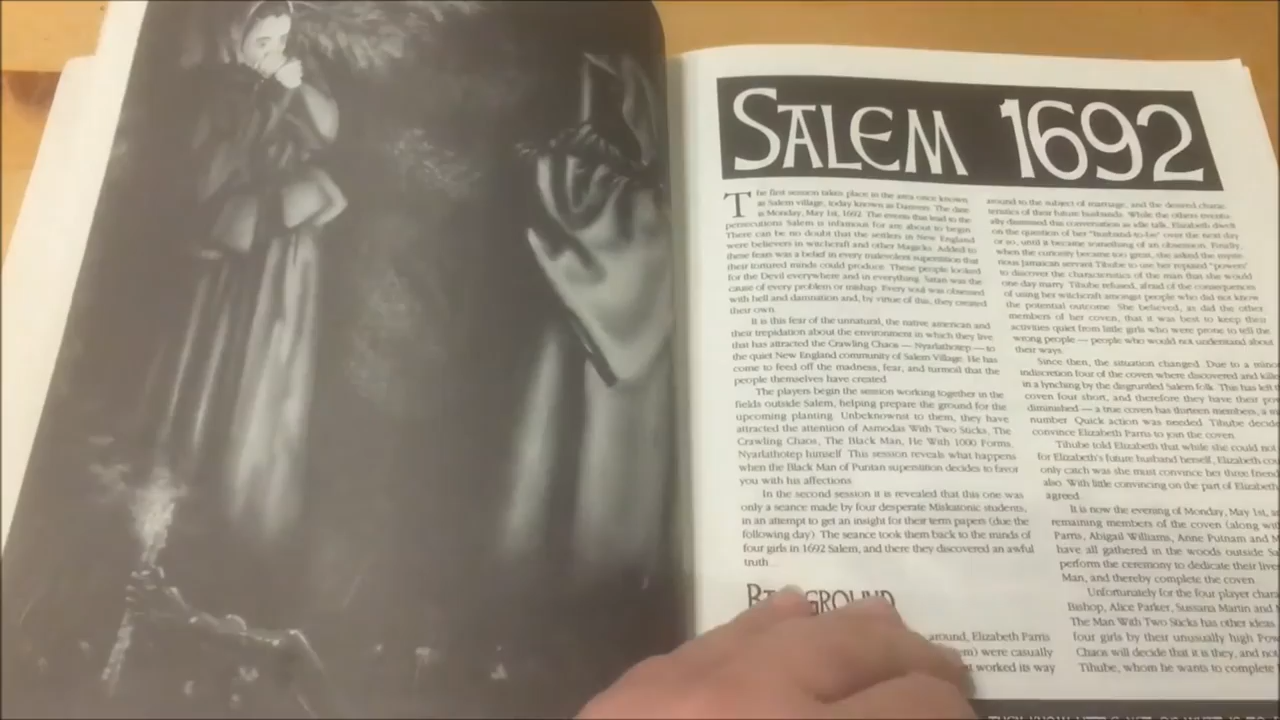 SALEM 1692
The first session takes place in the area once known
as Salem village, today known as Danvers. The date
is Monday, May 1st, 1692. The events that lead to the
persecutions Salem is infamous for are about to begin
There can be no doubt that the settlers in New England
were believers in witchcraft and other Magicks. Added to
these fears was a belief in every malevolent superstition that
their tortured minds could produce. These people looked
for the Devil everywhere and in everything. Satan was the
cause of every problem or mishap. Every soul was obsessed
with hell and damnation and, by virtue of this, they created
their own.
It is this fear of the unnatural, the native american and
their trepidation about the environment in which they live
that has attracted the Crawling Chaos — Nyarlathotep — to
the quiet New England community of Salem Village. He has
come to feed off the madness, fear, and turmoil that the
people themselves have created.
The players begin the session working together in the
fields outside Salem, helping prepare the ground for the
upcoming planting. Unbeknownst to them, they have
attracted the attention of Asmodas With Two Sticks, The
Crawling Chaos, The Black Man, He With 1000 Forms,
Nyarlathotep himself. This session reveals what happens
when the Black Man of Puritan superstition decides to favor
you with his affections.
In the second session it is revealed that this one was
only a seance made by four desperate Miskatonic students,
in an attempt to get an insight for their term papers (due the
following day). The seance took them back to the minds of
four girls in 1692 Salem, and there they discovered an awful
truth...
around, Elizabeth Parris
were casually
worked its way
around to the subject of marriage, and the desired charac-
teristics of their future husbands. While the others eventu-
ally dismissed this conversation as idle talk, Elizabeth dwelt
on the question of her "husband-to-be" over the next day
or so, until it became something of an obsession. Finally,
when the curiosity became too great, she asked the myste-
rious Jamaican servant Tihube to use her reputed "powers"
to discover the characteristics of the man that she would
one day marry. Tihube refused, afraid of the consequences
of using her witchcraft amongst people who did not know
the potential outcome. She believed, as did the other
members of her coven, that it was best to keep their
activities quiet from little girls who were prone to tell the
wrong people — people who would not understand about
their ways.
Since then, the situation changed. Due to a minor
indiscretion four of the coven where discovered and kille
in a lynching by the disgruntled Salem folk. This has left t
coven four short, and therefore they have their po
diminished — a true coven has thirteen members, a
number. Quick action was needed. Tihube decide
convince Elizabeth Parris to join the coven.
Tihube told Elizabeth that while she could not
for Elizabeth's future husband herself, Elizabeth cou
only catch was she must convince her three friend
also. With little convincing on the part of Elizabeth
agreed.
It is now the evening of Monday, May 1st, a
remaining members of the coven (along wit
Parris, Abigail Williams, Anne Putnam and M
have all gathered in the woods outside Sa
perform the ceremony to dedicate their live
Man, and thereby complete the coven.
Unfortunately for the four player chara
Bishop, Alice Parker, Sussana Martin and
The Man With Two Sticks has other ideas
four girls by their unusually high Pow
Chaos will decide that it is they, and not
Tihube, whom he wants to complete